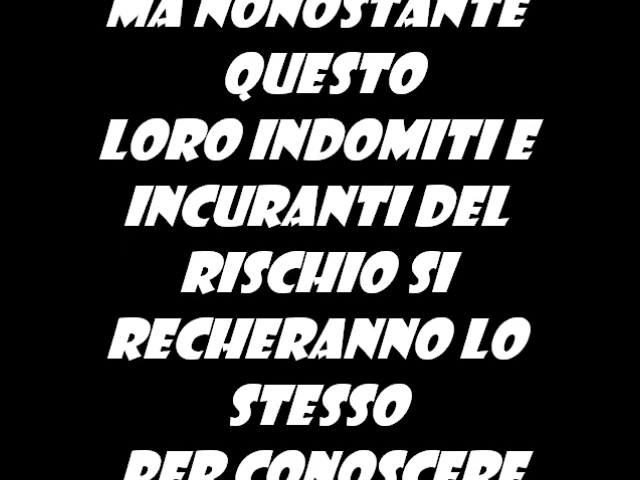 MA NONOSTANTE
QUESTO
LORO INDOMITI E
INCURANTI DEL
RISCHIO SI
RECHERANNO LO
STESSO
PER CONOSCERE